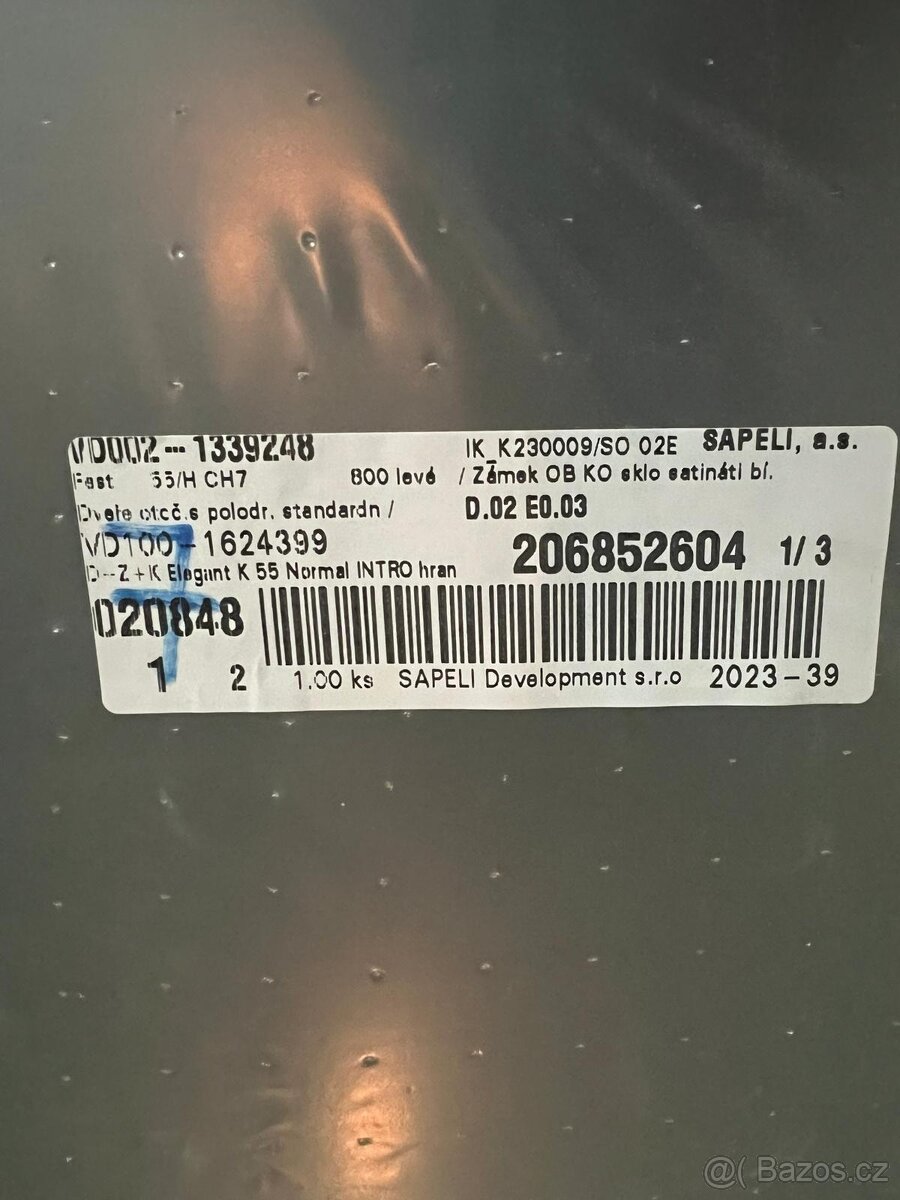 VD002--1339248 IK_K230009/SO 02E SAPELI, a.s.
Fest 55/H CH7 800 levé / Zámek OB KO sklo satináti bí.
Dveře otoč.s polodr. standardn / D.02 E0.03
VD100-1624399 206852604 1/3
D--Z+K Elegant K 55 Normal INTRO hran
020848
1 2 1.00 ks SAPELI Development s.r.o 2023-39
@( Bazos.cz